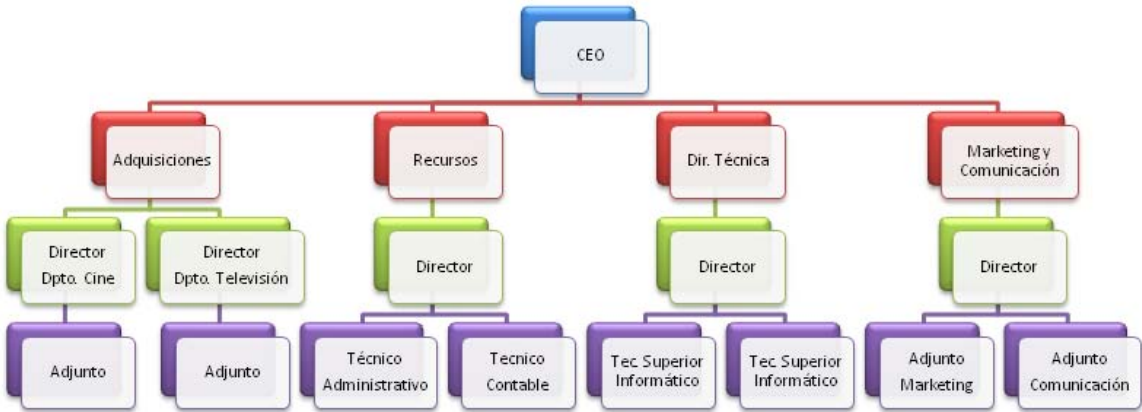 CEO
Adquisiciones
Recursos
Dir. Técnica
Marketing y
Comunicación
Director
Dpto. Cine
Director
Dpto. Televisión
Director
Director
Director
Adjunto
Adjunto
Técnico
Administrativo
Tecnico
Contable
Tec. Superior
Informático
Tec. Superior
Informático
Adjunto
Marketing
Adjunto
Comunicación